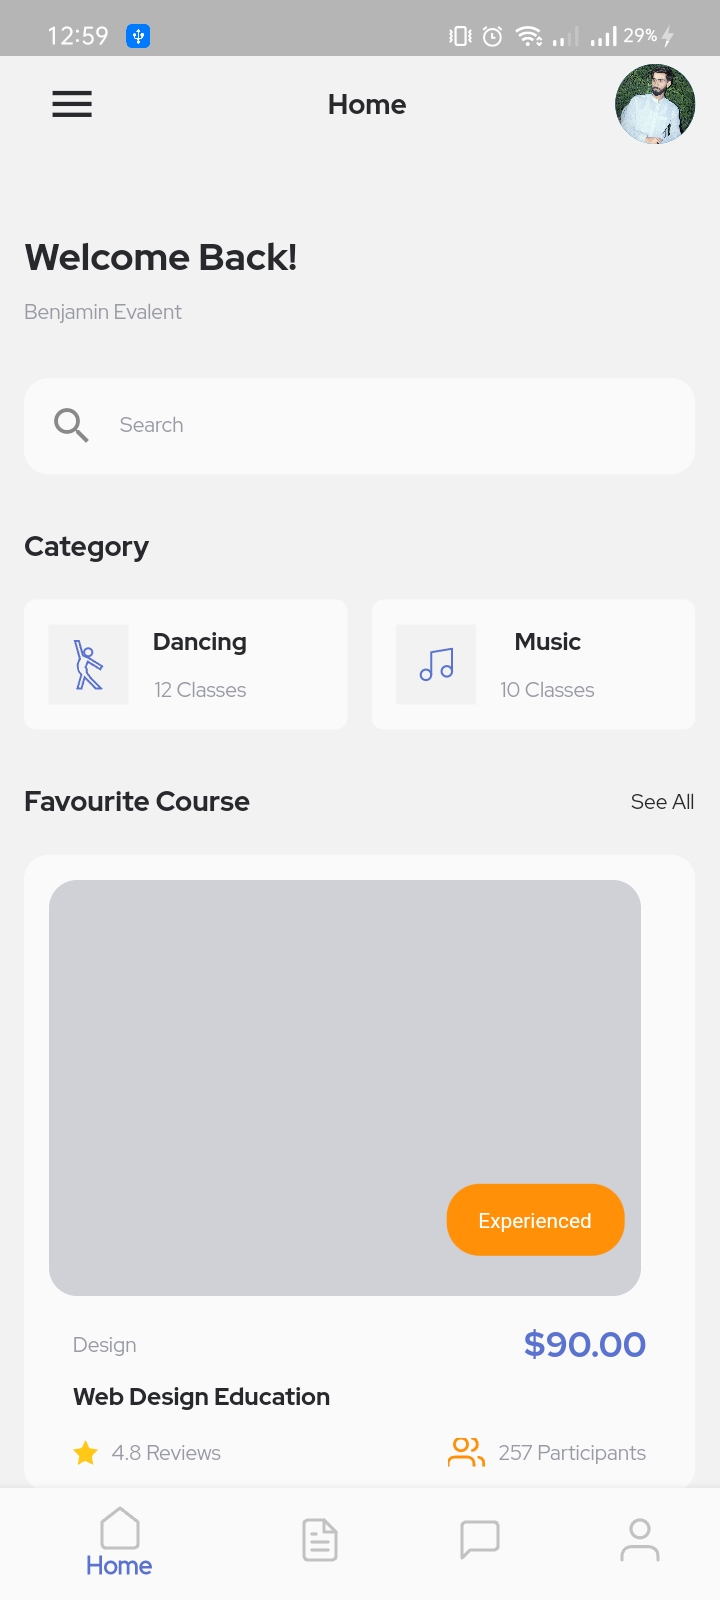 12:59
29%
Home
Welcome Back!
Benjamin Evalent
Search
Category
Dancing
12 Classes
Music
10 Classes
Favourite Course
See All
Experienced
Design
$90.00
Web Design Education
4.8 Reviews
257 Participants
Home